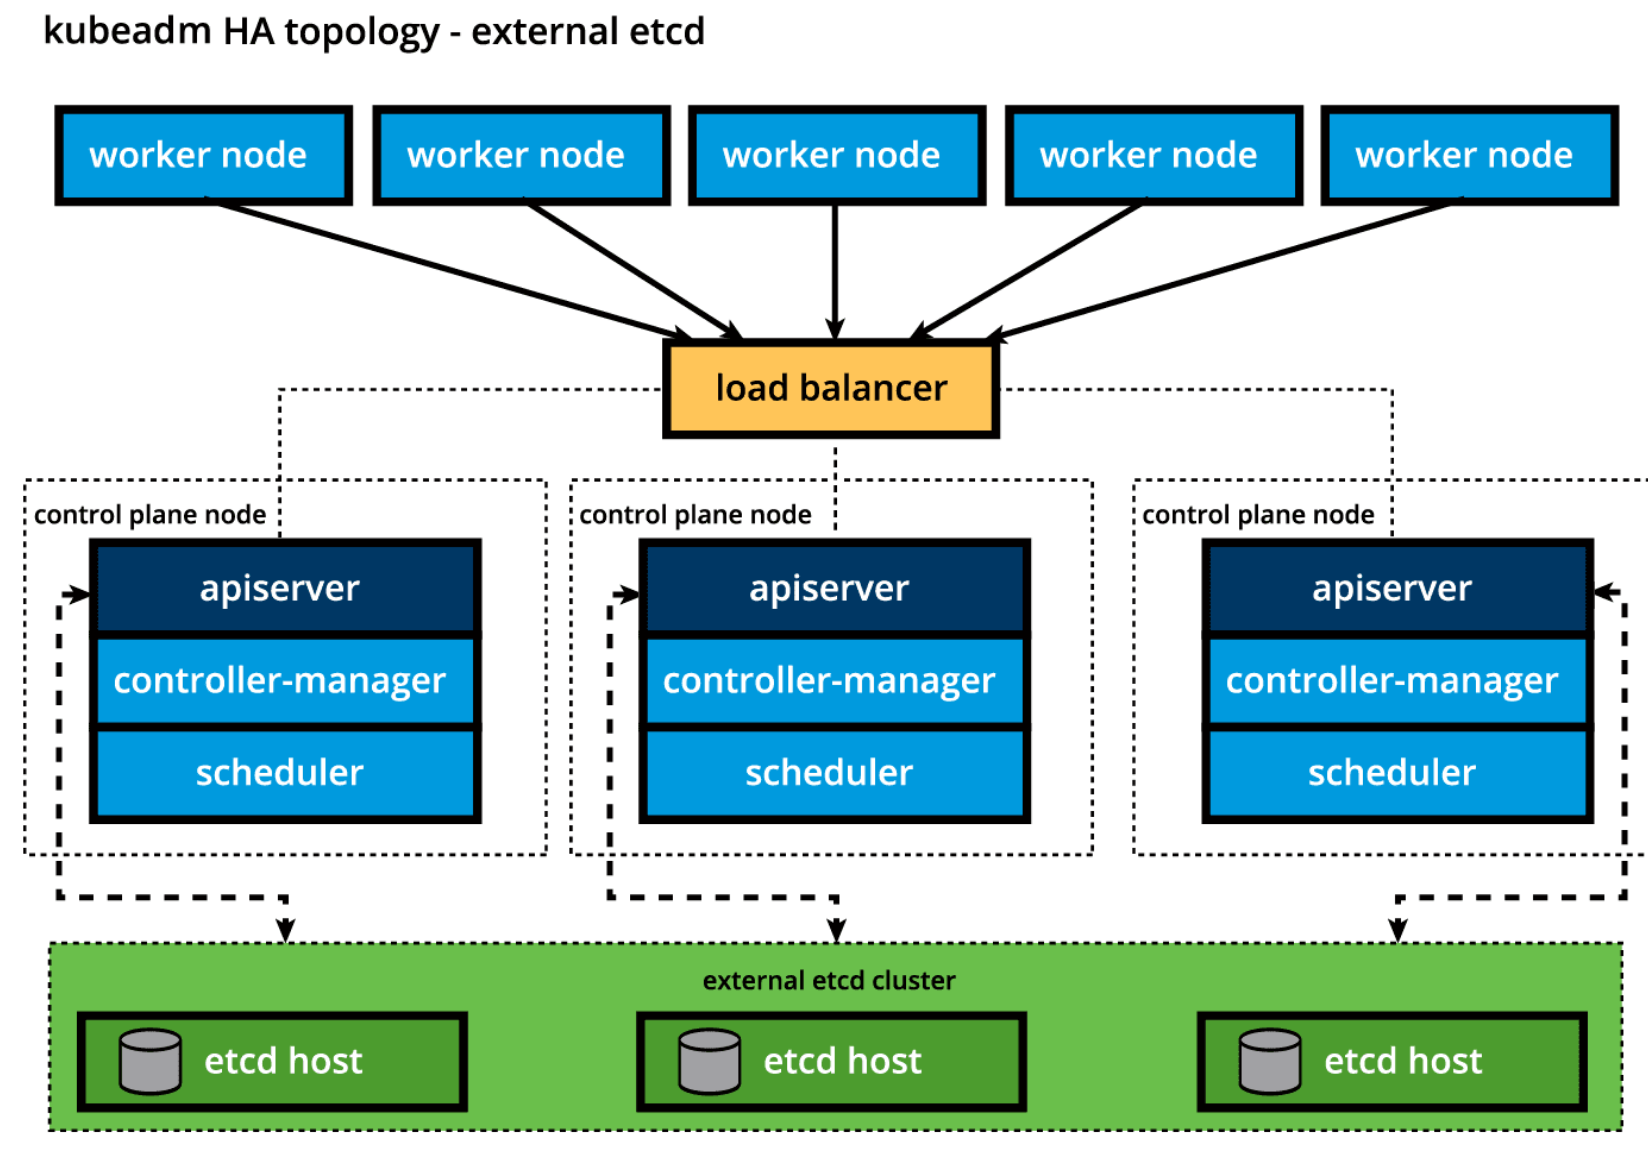 kubeadm HA topology - external etcd
worker node
worker node
worker node
worker node
worker node
load balancer
control plane node
control plane node
control plane node
apiserver
apiserver
apiserver
controller-manager
controller-manager
controller-manager
scheduler
scheduler
scheduler
external etcd cluster
etcd host
etcd host
etcd host